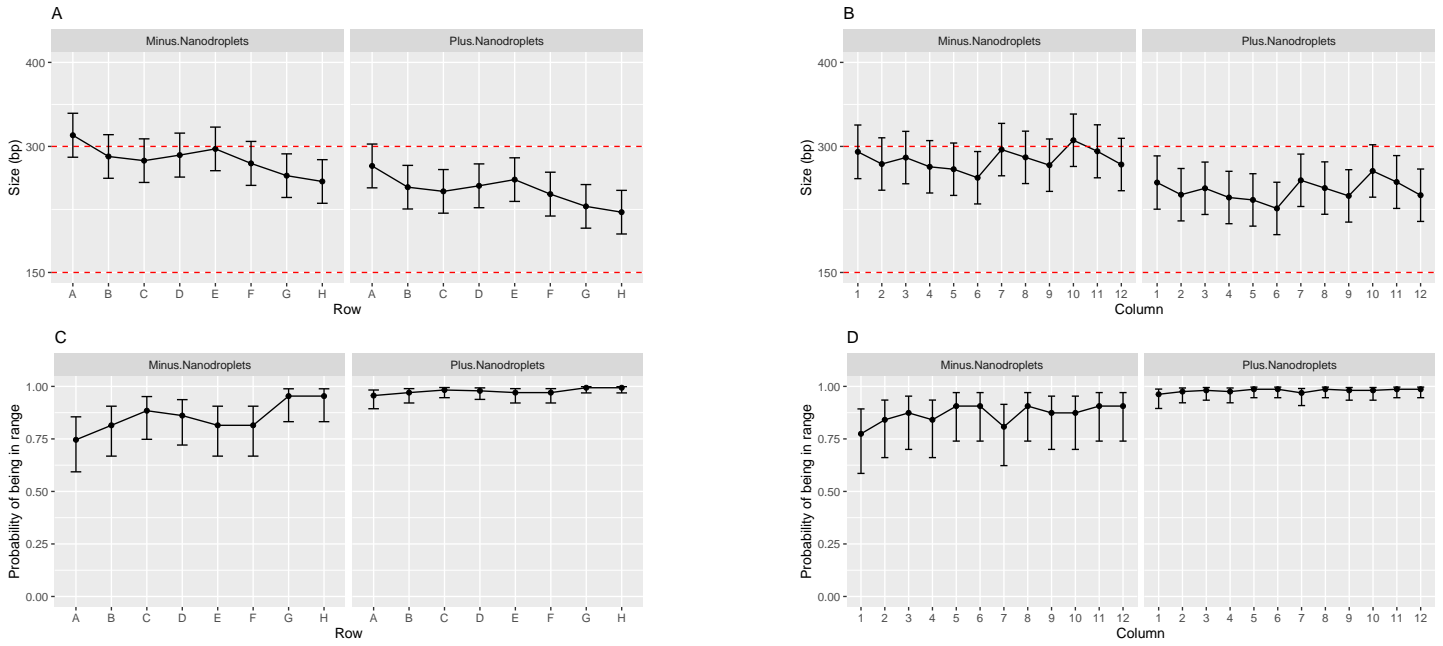 A
Minus.Nanodroplets Plus.Nanodroplets
400
300
150
Size (bp)
A B C D E F G H A B C D E F G H
Row
B
Minus.Nanodroplets Plus.Nanodroplets
400
300
150
Size (bp)
1 2 3 4 5 6 7 8 9 10 11 12 1 2 3 4 5 6 7 8 9 10 11 12
Column
C
Minus.Nanodroplets Plus.Nanodroplets
1.00
0.75
0.50
0.25
0.00
Probability of being in range
A B C D E F G H A B C D E F G H
Row
D
Minus.Nanodroplets Plus.Nanodroplets
1.00
0.75
0.50
0.25
0.00
Probability of being in range
1 2 3 4 5 6 7 8 9 10 11 12 1 2 3 4 5 6 7 8 9 10 11 12
Column